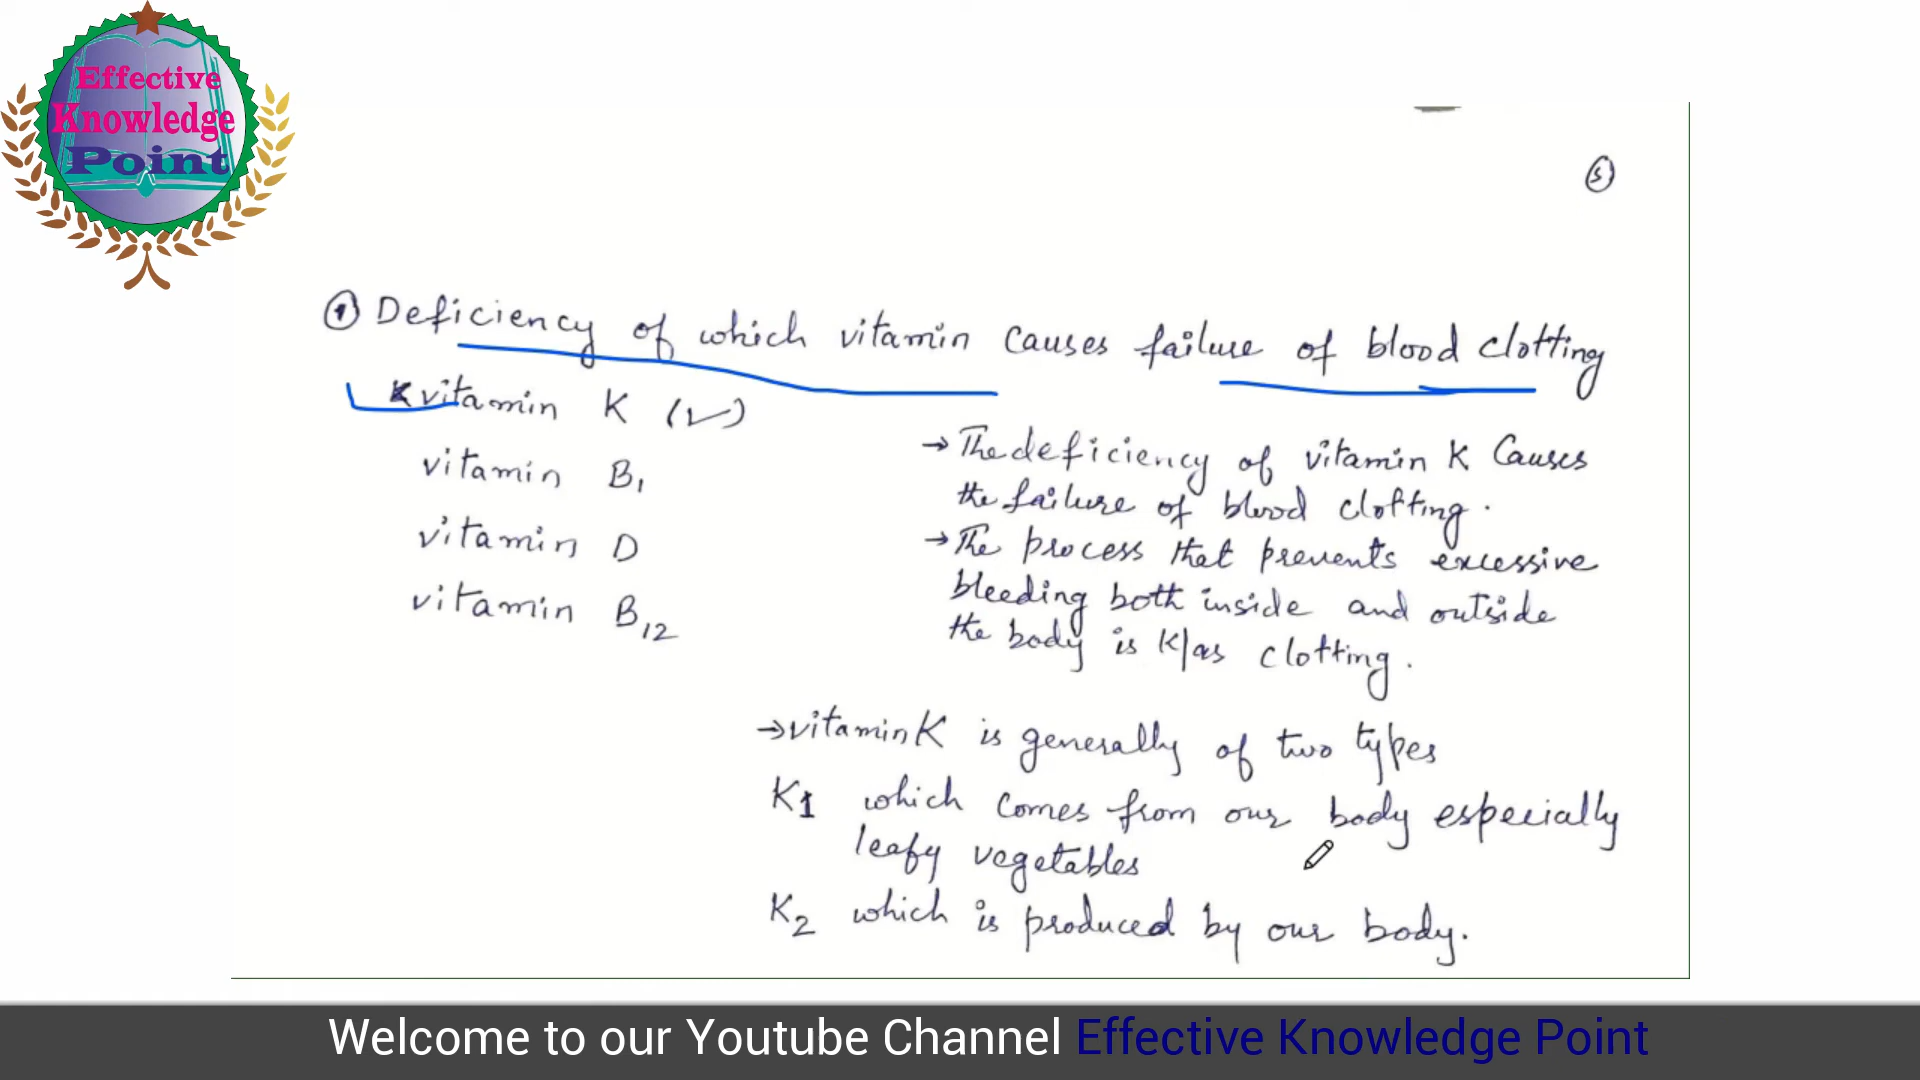 Effective
Knowledge
Point
5
1 Deficiency of which vitamin causes failure of blood clotting
vitamin K (✓)
vitamin B1
vitamin D
vitamin B12
→ The deficiency of vitamin K causes
the failure of blood clotting.
→ The process that prevents excessive
bleeding both inside and outside
the body is K/as clotting.
→ vitamin K is generally of two types
K1 which comes from our body especially
leafy vegetables
K2 which is produced by our body.
Welcome to our Youtube Channel Effective Knowledge Point